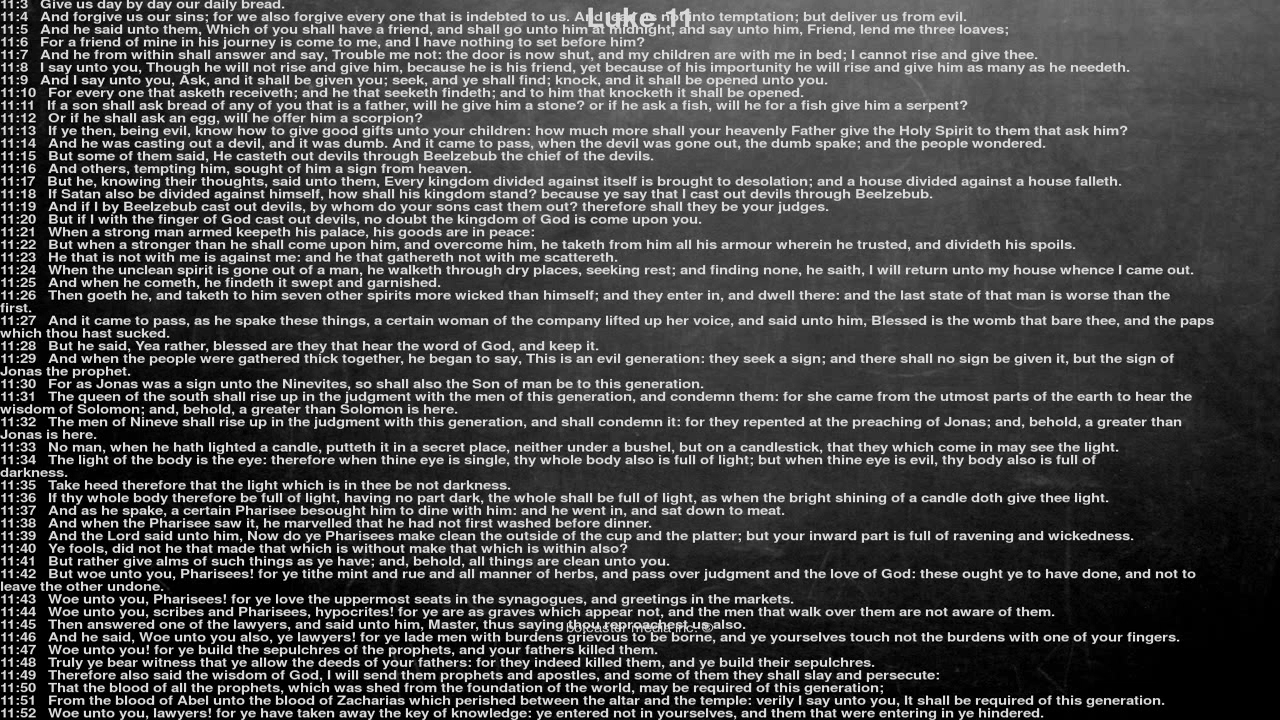 11:3 Give us day by day our daily bread.
Luke 11
11:4 And forgive us our sins; for we also forgive every one that is indebted to us. And lead us not into temptation; but deliver us from evil.
11:5 And he said unto them, Which of you shall have a friend, and shall go unto him at midnight, and say unto him, Friend, lend me three loaves;
11:6 For a friend of mine in his journey is come to me, and I have nothing to set before him?
11:7 And he from within shall answer and say, Trouble me not: the door is now shut, and my children are with me in bed; I cannot rise and give thee.
11:8 I say unto you, Though he will not rise and give him, because he is his friend, yet because of his importunity he will rise and give him as many as he needeth.
11:9 And I say unto you, Ask, and it shall be given you; seek, and ye shall find; knock, and it shall be opened unto you.
11:10 For every one that asketh receiveth; and he that seeketh findeth; and to him that knocketh it shall be opened.
11:11 If a son shall ask bread of any of you that is a father, will he give him a stone? or if he ask a fish, will he for a fish give him a serpent?
11:12 Or if he shall ask an egg, will he offer him a scorpion?
11:13 If ye then, being evil, know how to give good gifts unto your children: how much more shall your heavenly Father give the Holy Spirit to them that ask him?
11:14 And he was casting out a devil, and it was dumb. And it came to pass, when the devil was gone out, the dumb spake; and the people wondered.
11:15 But some of them said, He casteth out devils through Beelzebub the chief of the devils.
11:16 And others, tempting him, sought of him a sign from heaven.
11:17 But he, knowing their thoughts, said unto them, Every kingdom divided against itself is brought to desolation; and a house divided against a house falleth.
11:18 If Satan also be divided against himself, how shall his kingdom stand? because ye say that I cast out devils through Beelzebub.
11:19 And if I by Beelzebub cast out devils, by whom do your sons cast them out? therefore shall they be your judges.
11:20 But if I with the finger of God cast out devils, no doubt the kingdom of God is come upon you.
11:21 When a strong man armed keepeth his palace, his goods are in peace:
11:22 But when a stronger than he shall come upon him, and overcome him, he taketh from him all his armour wherein he trusted, and divideth his spoils.
11:23 He that is not with me is against me: and he that gathereth not with me scattereth.
11:24 When the unclean spirit is gone out of a man, he walketh through dry places, seeking rest; and finding none, he saith, I will return unto my house whence I came out.
11:25 And when he cometh, he findeth it swept and garnished.
11:26 Then goeth he, and taketh to him seven other spirits more wicked than himself; and they enter in, and dwell there: and the last state of that man is worse than the
first.
11:27 And it came to pass, as he spake these things, a certain woman of the company lifted up her voice, and said unto him, Blessed is the womb that bare thee, and the paps
which thou hast sucked.
11:28 But he said, Yea rather, blessed are they that hear the word of God, and keep it.
11:29 And when the people were gathered thick together, he began to say, This is an evil generation: they seek a sign; and there shall no sign be given it, but the sign of
Jonas the prophet.
11:30 For as Jonas was a sign unto the Ninevites, so shall also the Son of man be to this generation.
11:31 The queen of the south shall rise up in the judgment with the men of this generation, and condemn them: for she came from the utmost parts of the earth to hear the
wisdom of Solomon; and, behold, a greater than Solomon is here.
11:32 The men of Nineve shall rise up in the judgment with this generation, and shall condemn it: for they repented at the preaching of Jonas; and, behold, a greater than
Jonas is here.
11:33 No man, when he hath lighted a candle, putteth it in a secret place, neither under a bushel, but on a candlestick, that they which come in may see the light.
11:34 The light of the body is the eye: therefore when thine eye is single, thy whole body also is full of light; but when thine eye is evil, thy body also is full of
darkness.
11:35 Take heed therefore that the light which is in thee be not darkness.
11:36 If thy whole body therefore be full of light, having no part dark, the whole shall be full of light, as when the bright shining of a candle doth give thee light.
11:37 And as he spake, a certain Pharisee besought him to dine with him: and he went in, and sat down to meat.
11:38 And when the Pharisee saw it, he marvelled that he had not first washed before dinner.
11:39 And the Lord said unto him, Now do ye Pharisees make clean the outside of the cup and the platter; but your inward part is full of ravening and wickedness.
11:40 Ye fools, did not he that made that which is without make that which is within also?
11:41 But rather give alms of such things as ye have; and, behold, all things are clean unto you.
11:42 But woe unto you, Pharisees! for ye tithe mint and rue and all manner of herbs, and pass over judgment and the love of God: these ought ye to have done, and not to
leave the other undone.
11:43 Woe unto you, Pharisees! for ye love the uppermost seats in the synagogues, and greetings in the markets.
11:44 Woe unto you, scribes and Pharisees, hypocrites! for ye are as graves which appear not, and the men that walk over them are not aware of them.
11:45 Then answered one of the lawyers, and said unto him, Master, thus saying thou reproachest us also.
media inc. ©
11:46 And he said, Woe unto you also, ye lawyers! for ye lade men with burdens grievous to be borne, and ye yourselves touch not the burdens with one of your fingers.
11:47 Woe unto you! for ye build the sepulchres of the prophets, and your fathers killed them.
11:48 Truly ye bear witness that ye allow the deeds of your fathers: for they indeed killed them, and ye build their sepulchres.
11:49 Therefore also said the wisdom of God, I will send them prophets and apostles, and some of them they shall slay and persecute:
11:50 That the blood of all the prophets, which was shed from the foundation of the world, may be required of this generation;
11:51 From the blood of Abel unto the blood of Zacharias which perished between the altar and the temple: verily I say unto you, It shall be required of this generation.
11:52 Woe unto you, lawyers! for ye have taken away the key of knowledge: ye entered not in yourselves, and them that were entering in ye hindered.